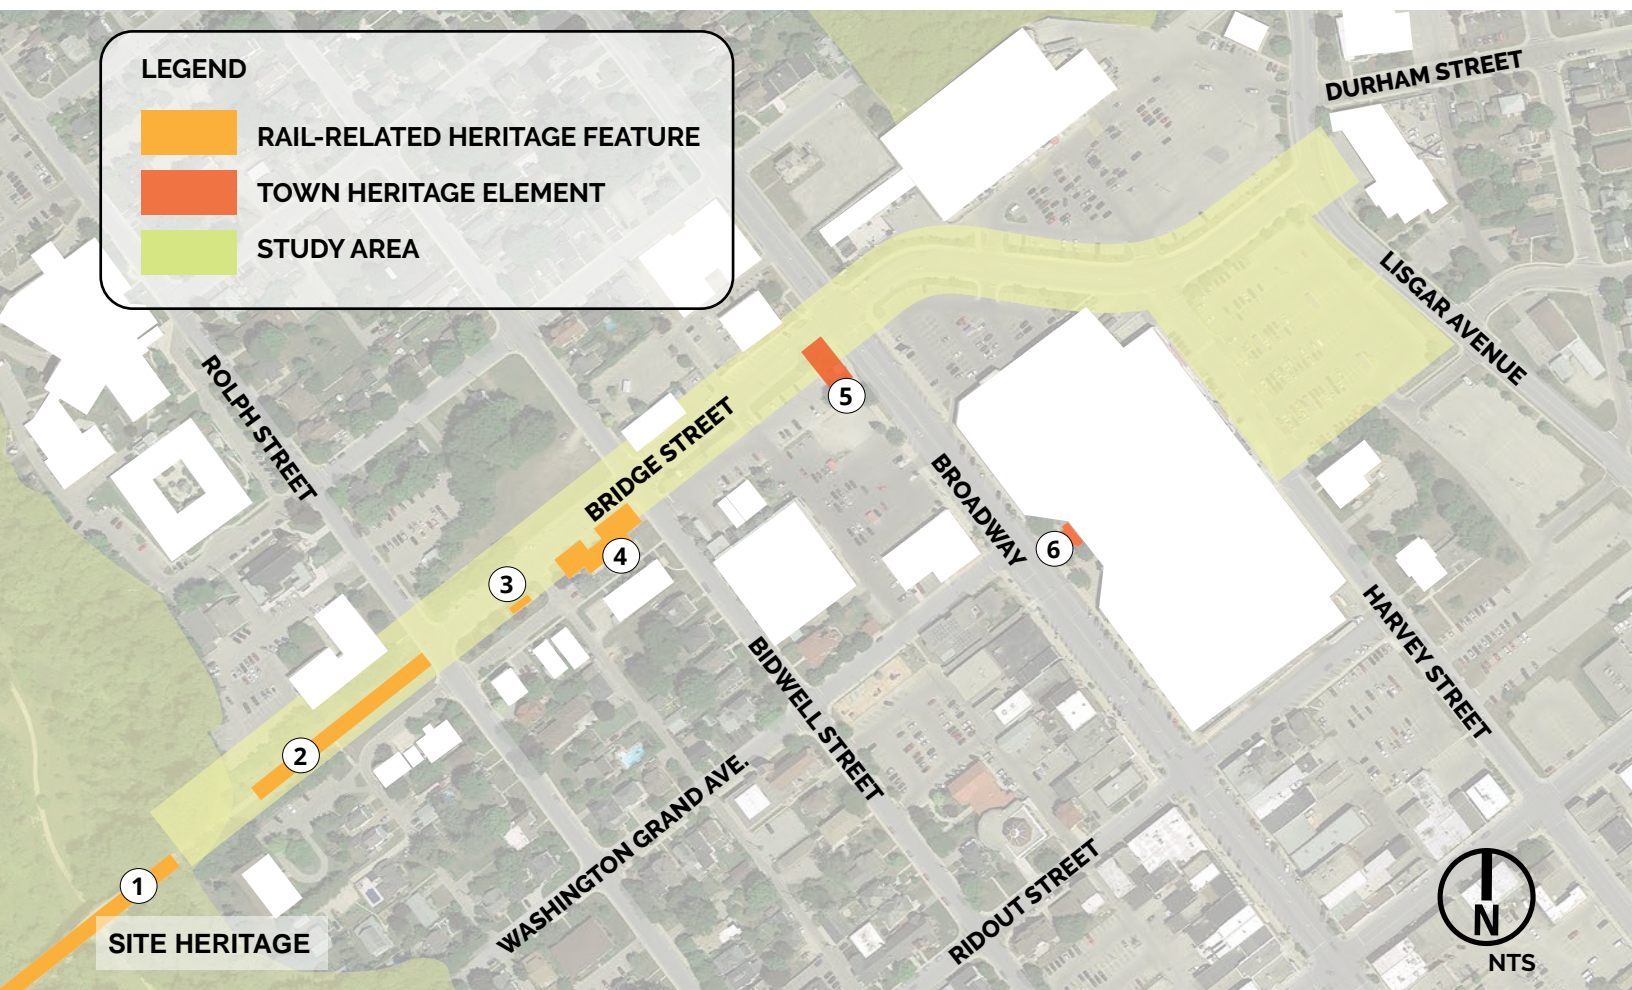 LEGEND
RAIL-RELATED HERITAGE FEATURE
TOWN HERITAGE ELEMENT
STUDY AREA
DURHAM STREET
LISGAR AVENUE
ROLPH STREET
BRIDGE STREET
5
BROADWAY
6
4
3
HARVEY STREET
BIDWELL STREET
2
WASHINGTON GRAND AVE.
1
RIDOUT STREET
SITE HERITAGE
N
NTS